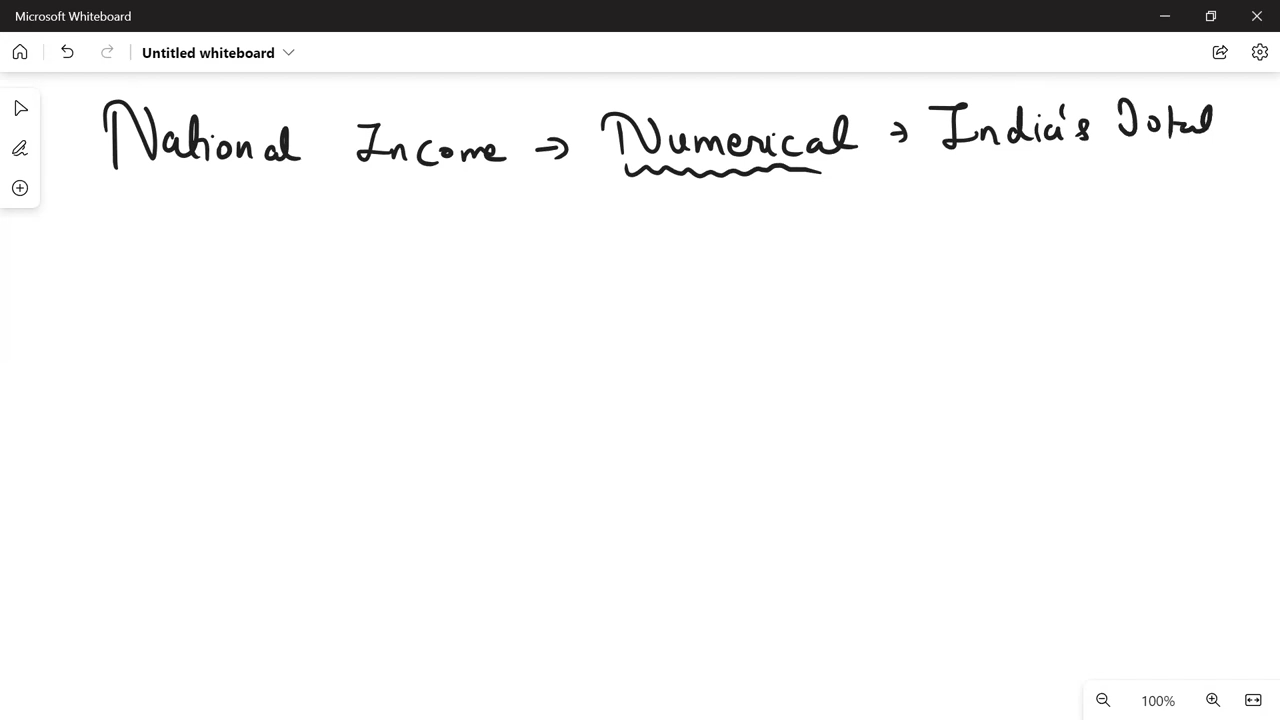 Microsoft Whiteboard
Untitled whiteboard
National Income → Numerical → India's Total
100%